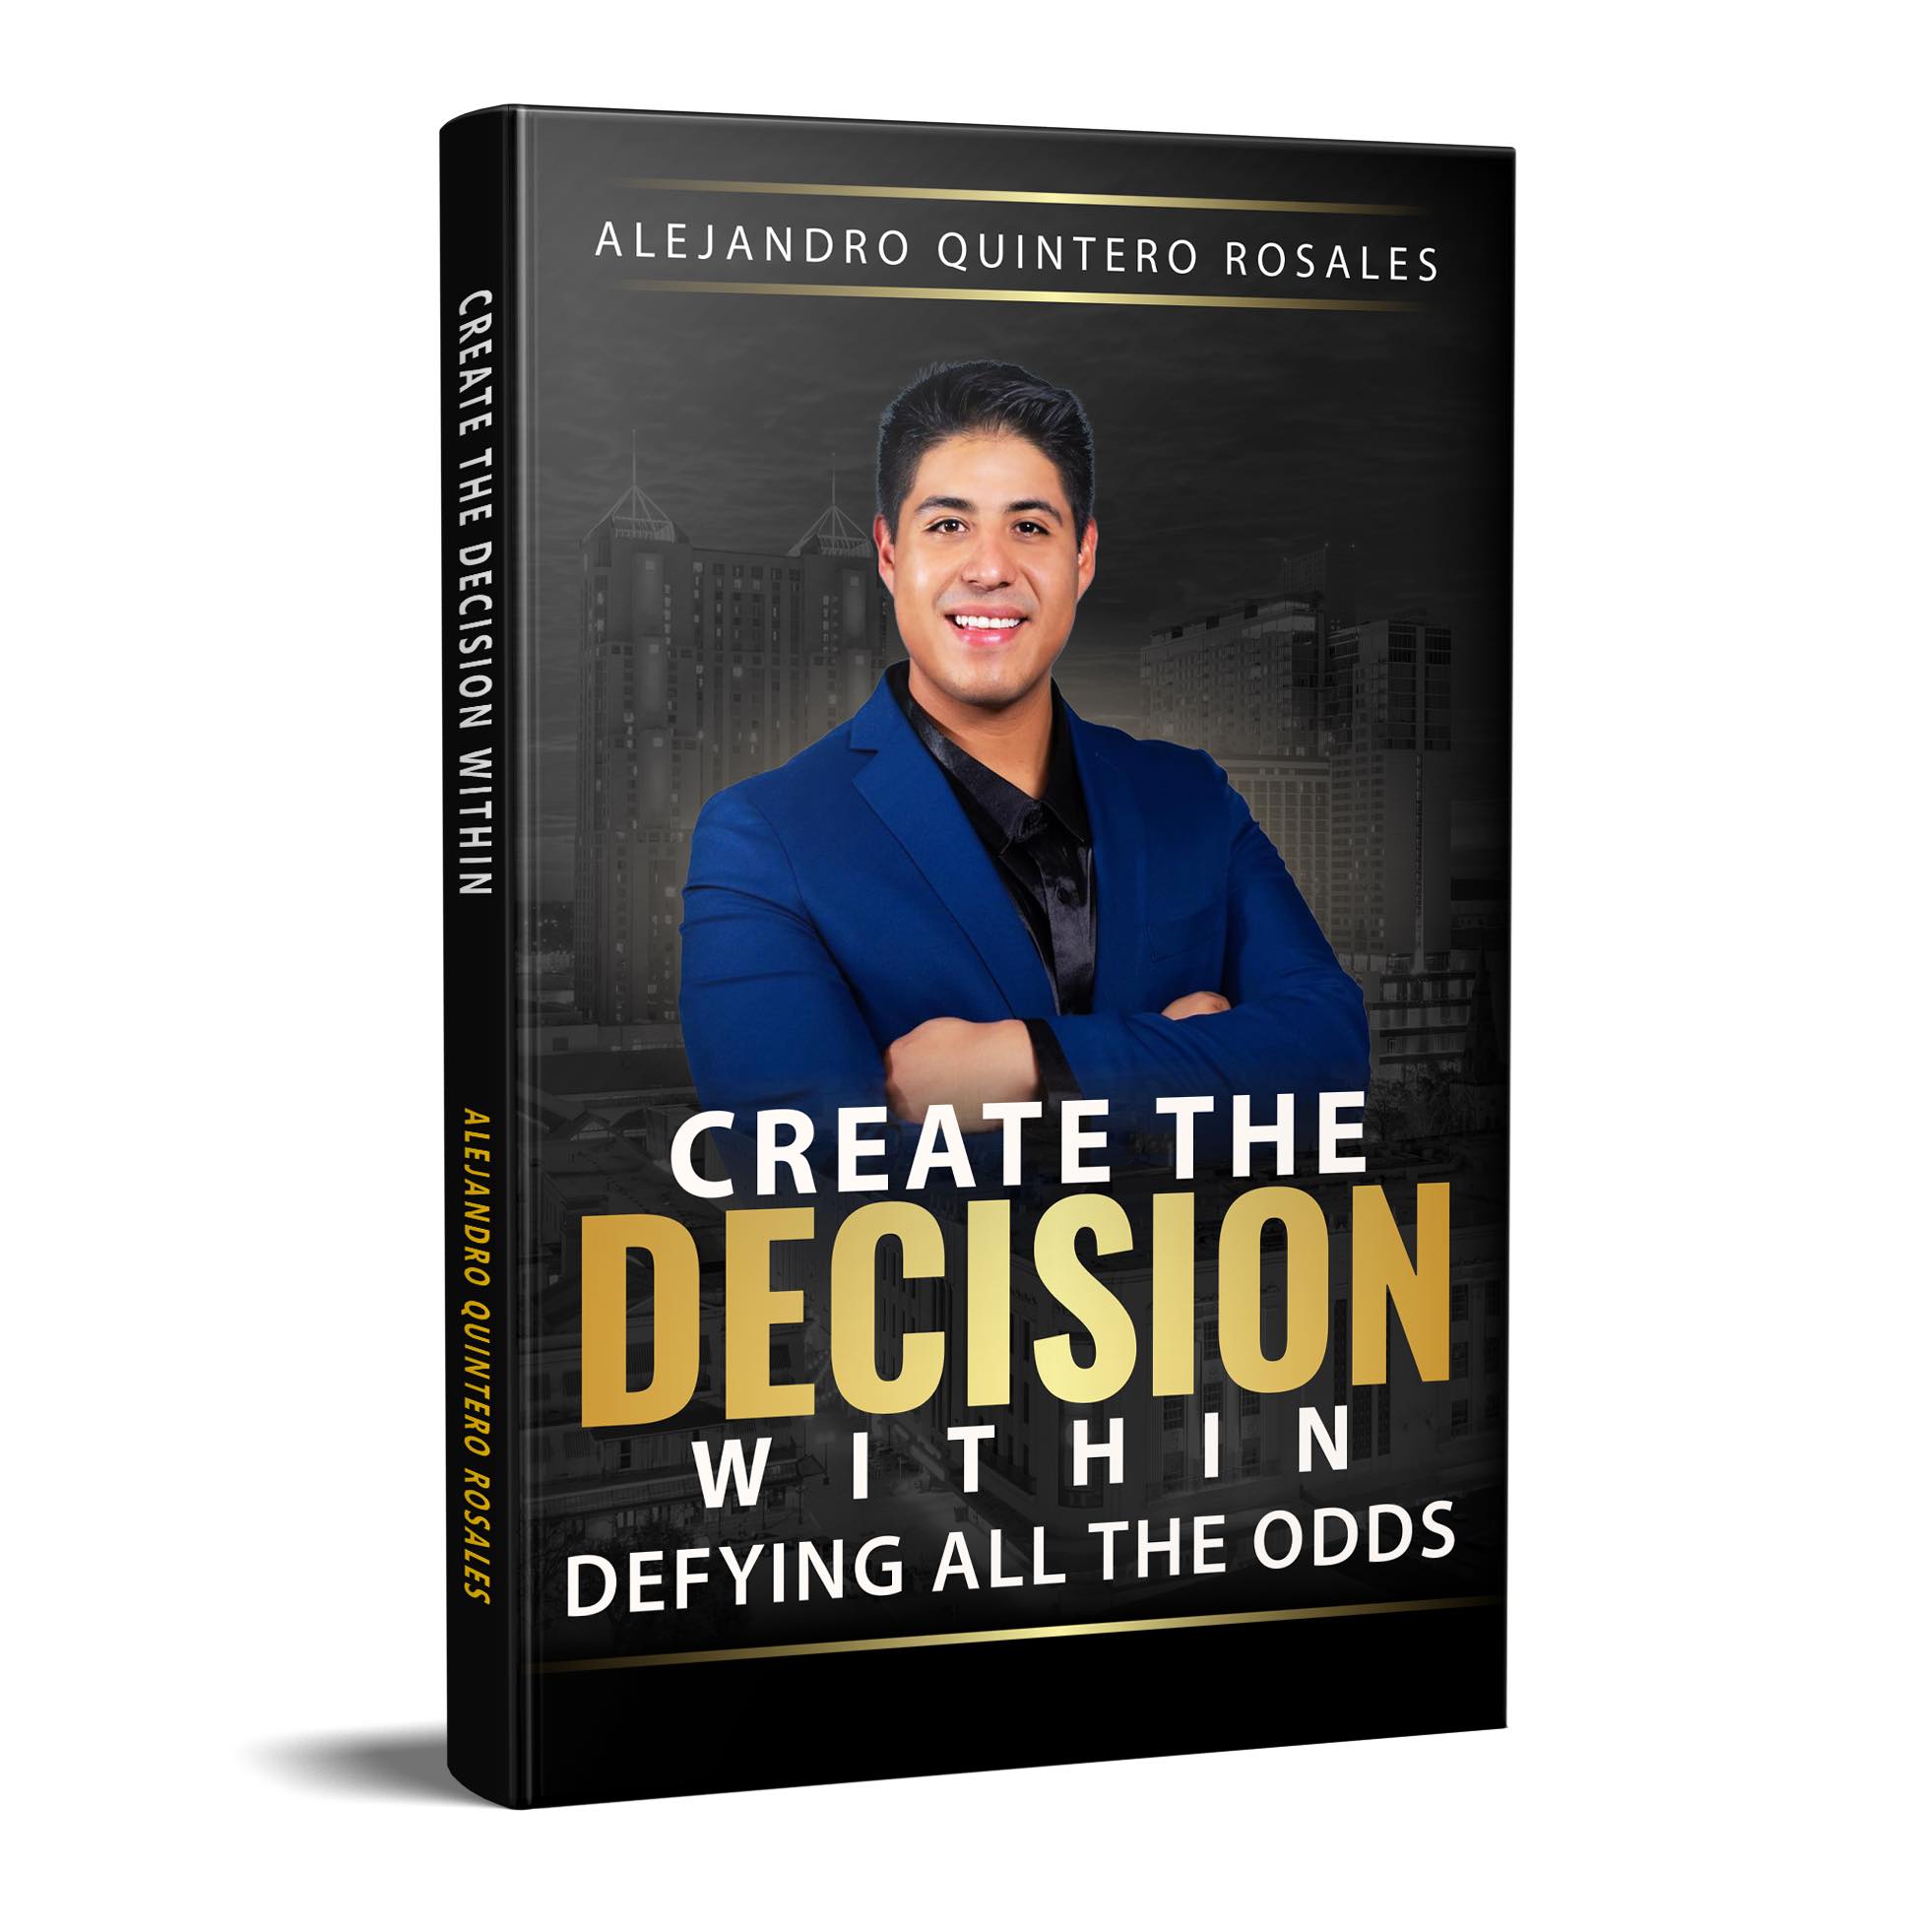 CREATE THE DECISION WITHIN
ALEJANDRO QUINTERO ROSALES
ALEJANDRO QUINTERO ROSALES
CREATE THE
DECISION
WITHIN
DEFYING ALL THE ODDS